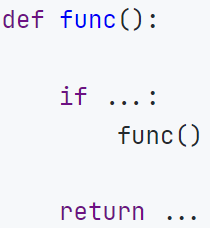 def func():
    if ...:
        func()
    return ...